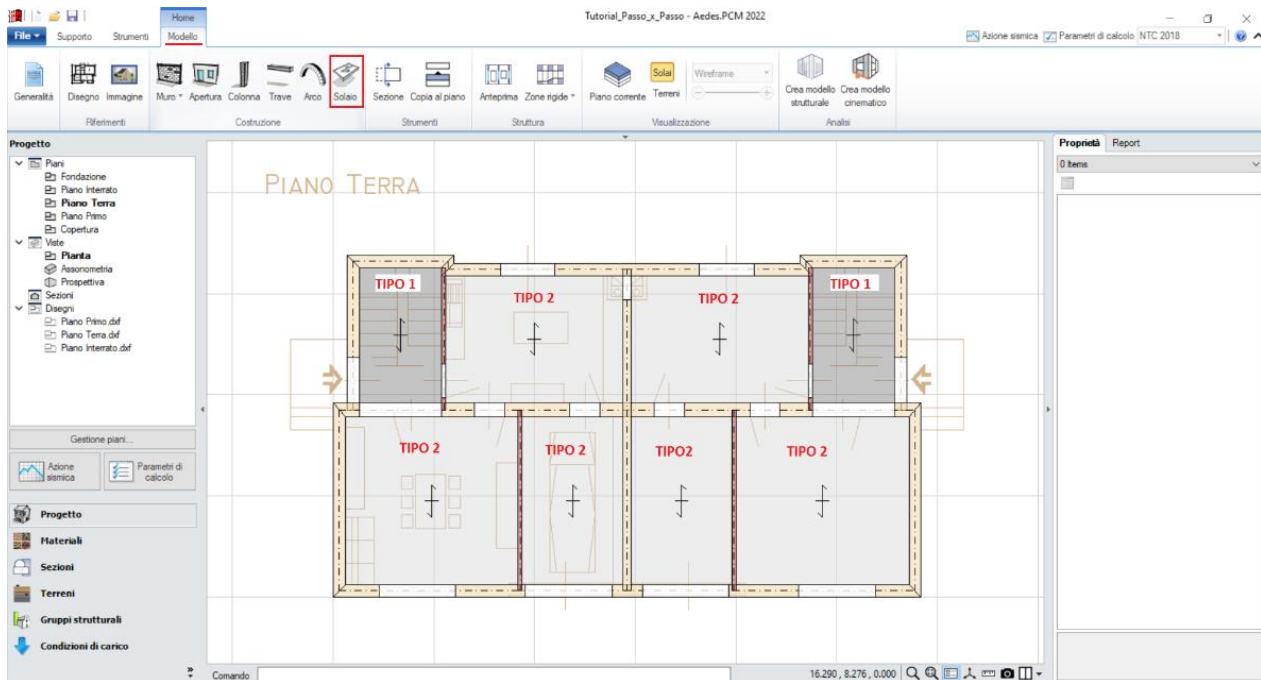 Tutorial_Passo_x_Passo - Aedes.PCM 2022
Home
File Supporto Strumenti Modello
Azione sismica Parametri di calcolo NTC 2018
Generalità Disegno Immagine Muro Apertura Colonna Trave Arco Solaio Sezione Copia al piano Anteprima Zone rigide Piano corrente Solai Terreni Wireframe Crea modello strutturale Crea modello cinematico
Riferimenti Costruzione Strumenti Struttura Visualizzazione Analisi
Progetto
Piani
Fondazione
Piano Interrato
Piano Terra
Piano Primo
Copertura
Viste
Pianta
Assonometria
Prospettiva
Sezioni
Disegni
Piano Primo.dxf
Piano Terra.dxf
Piano Interrato.dxf
Gestione piani...
Azione sismica
Parametri di calcolo
Progetto
Materiali
Sezioni
Terreni
Gruppi strutturali
Condizioni di carico
PIANO TERRA
TIPO 1 TIPO 2 TIPO 2 TIPO 1
TIPO 2 TIPO 2 TIPO2 TIPO 2
Proprietà Report
0 Items
Comando
16.290 , 8.276 , 0.000